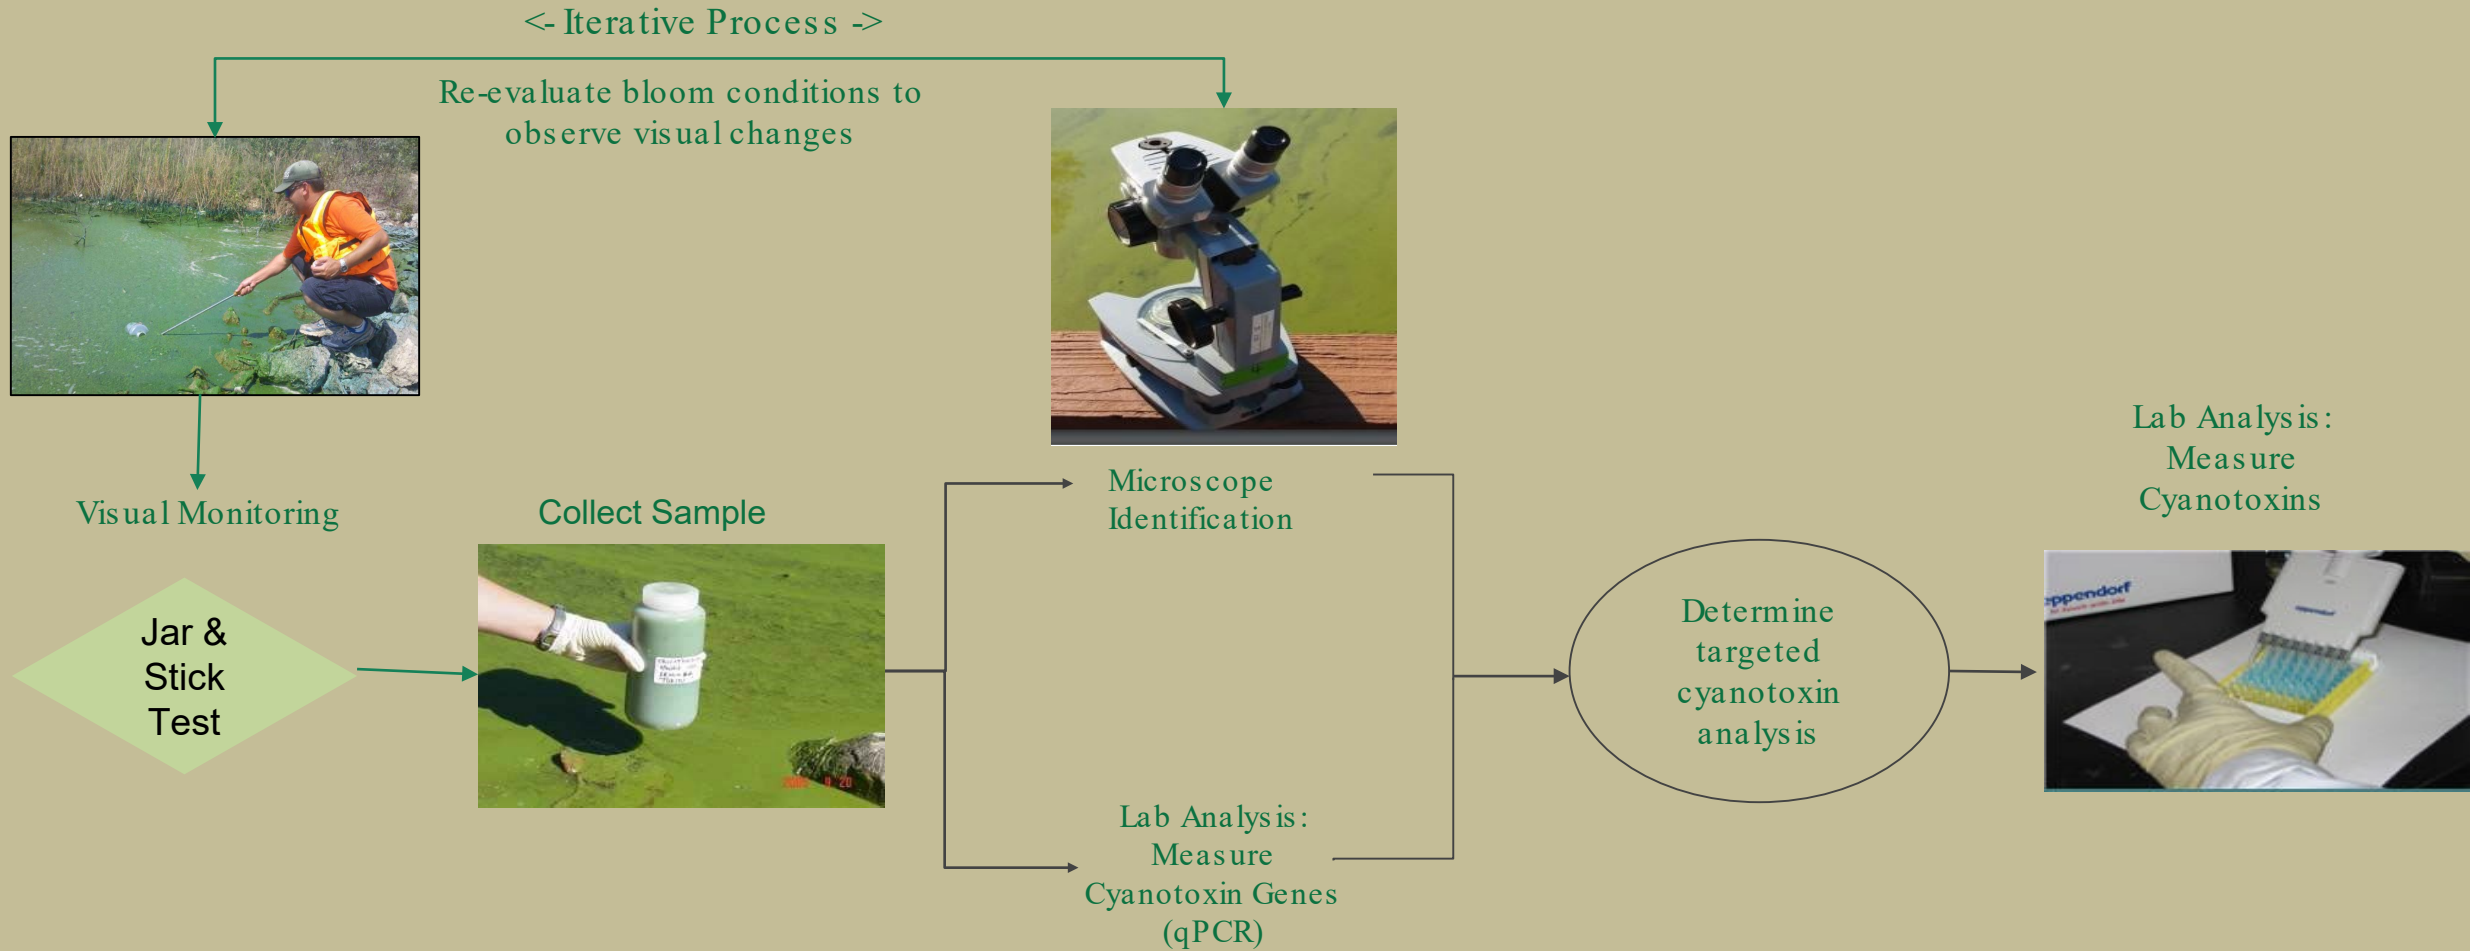 <- Iterative Process ->
Re-evaluate bloom conditions to
observe visual changes
Visual Monitoring
Jar &
Stick
Test
Collect Sample
Microscope
Identification
Lab Analysis:
Measure
Cyanotoxin Genes
(qPCR)
Determine
targeted
cyanotoxin
analysis
Lab Analysis:
Measure
Cyanotoxins
eppendorf
eppendorf